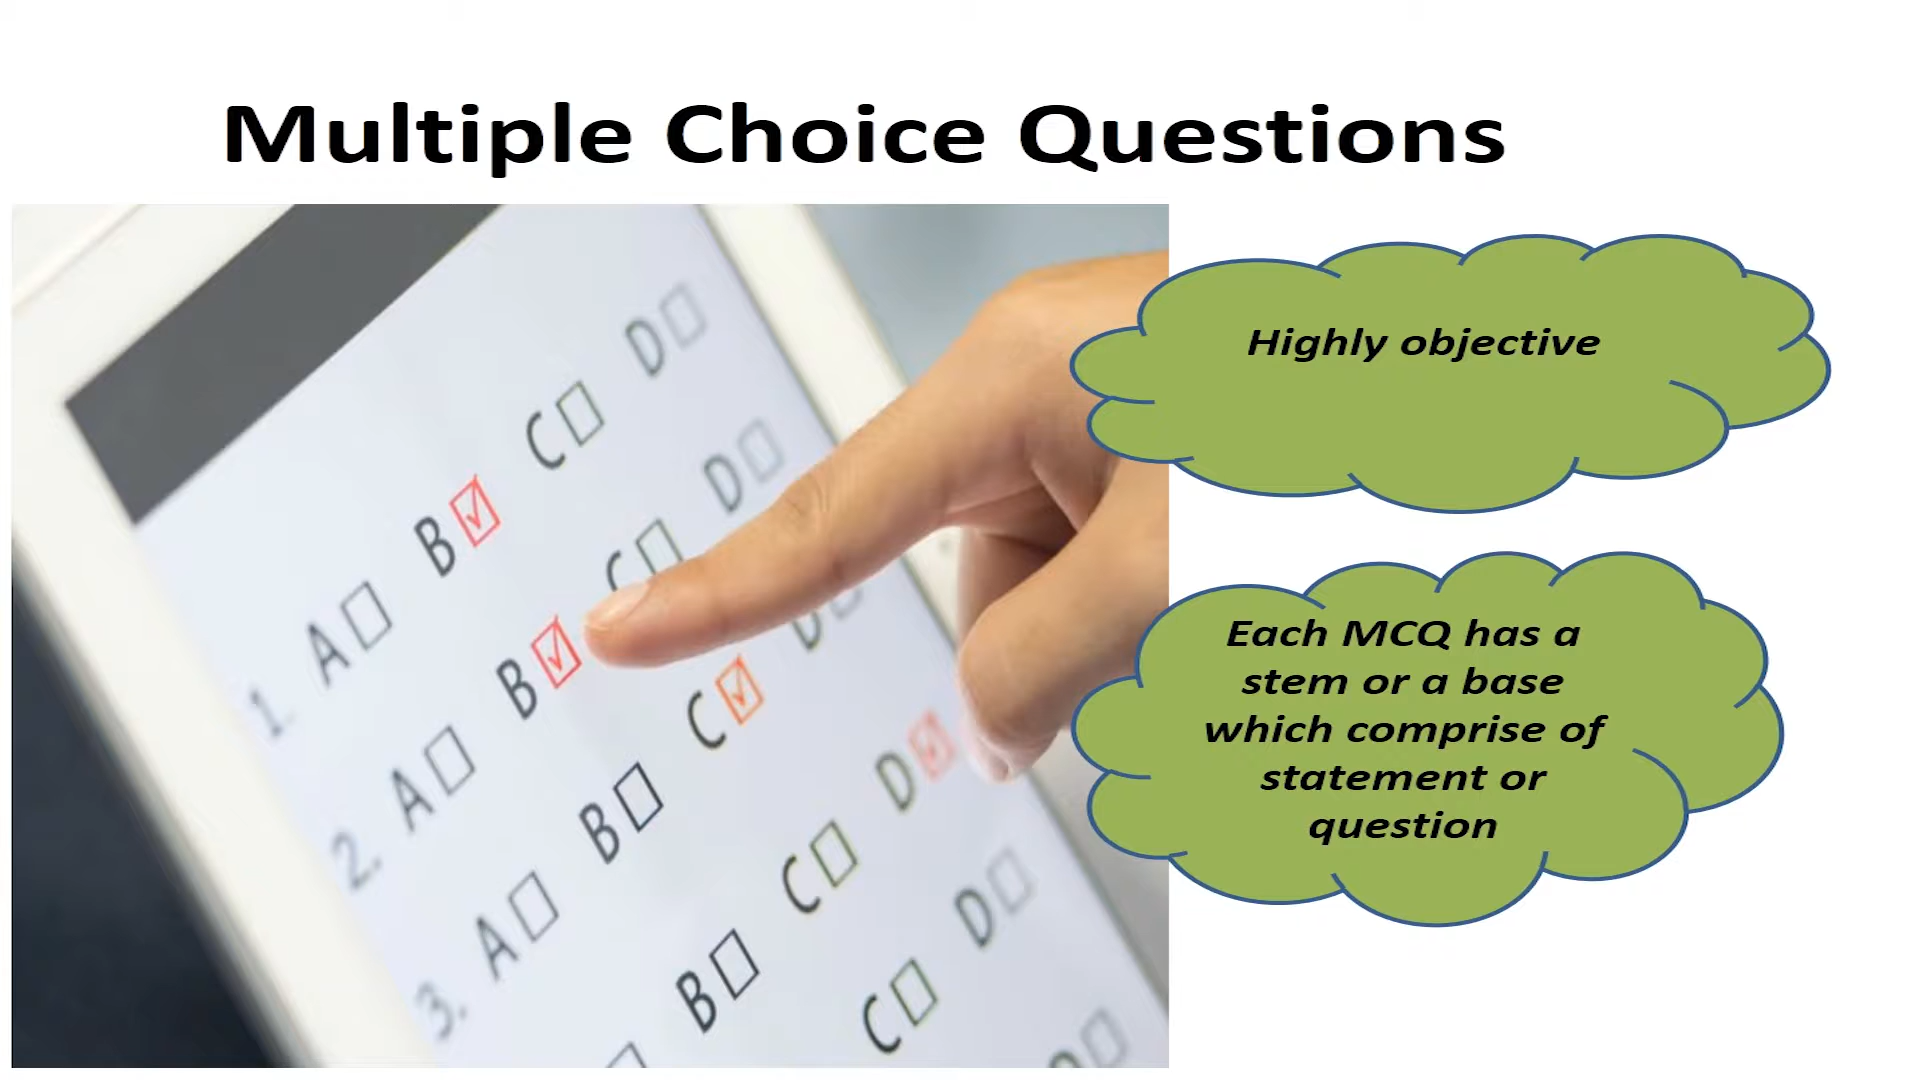 Multiple Choice Questions
Highly objective
Each MCQ has a
stem or a base
which comprise of
statement or
question
1. A B C D
2. A B C D
3. A B C D
B C D
C D
D